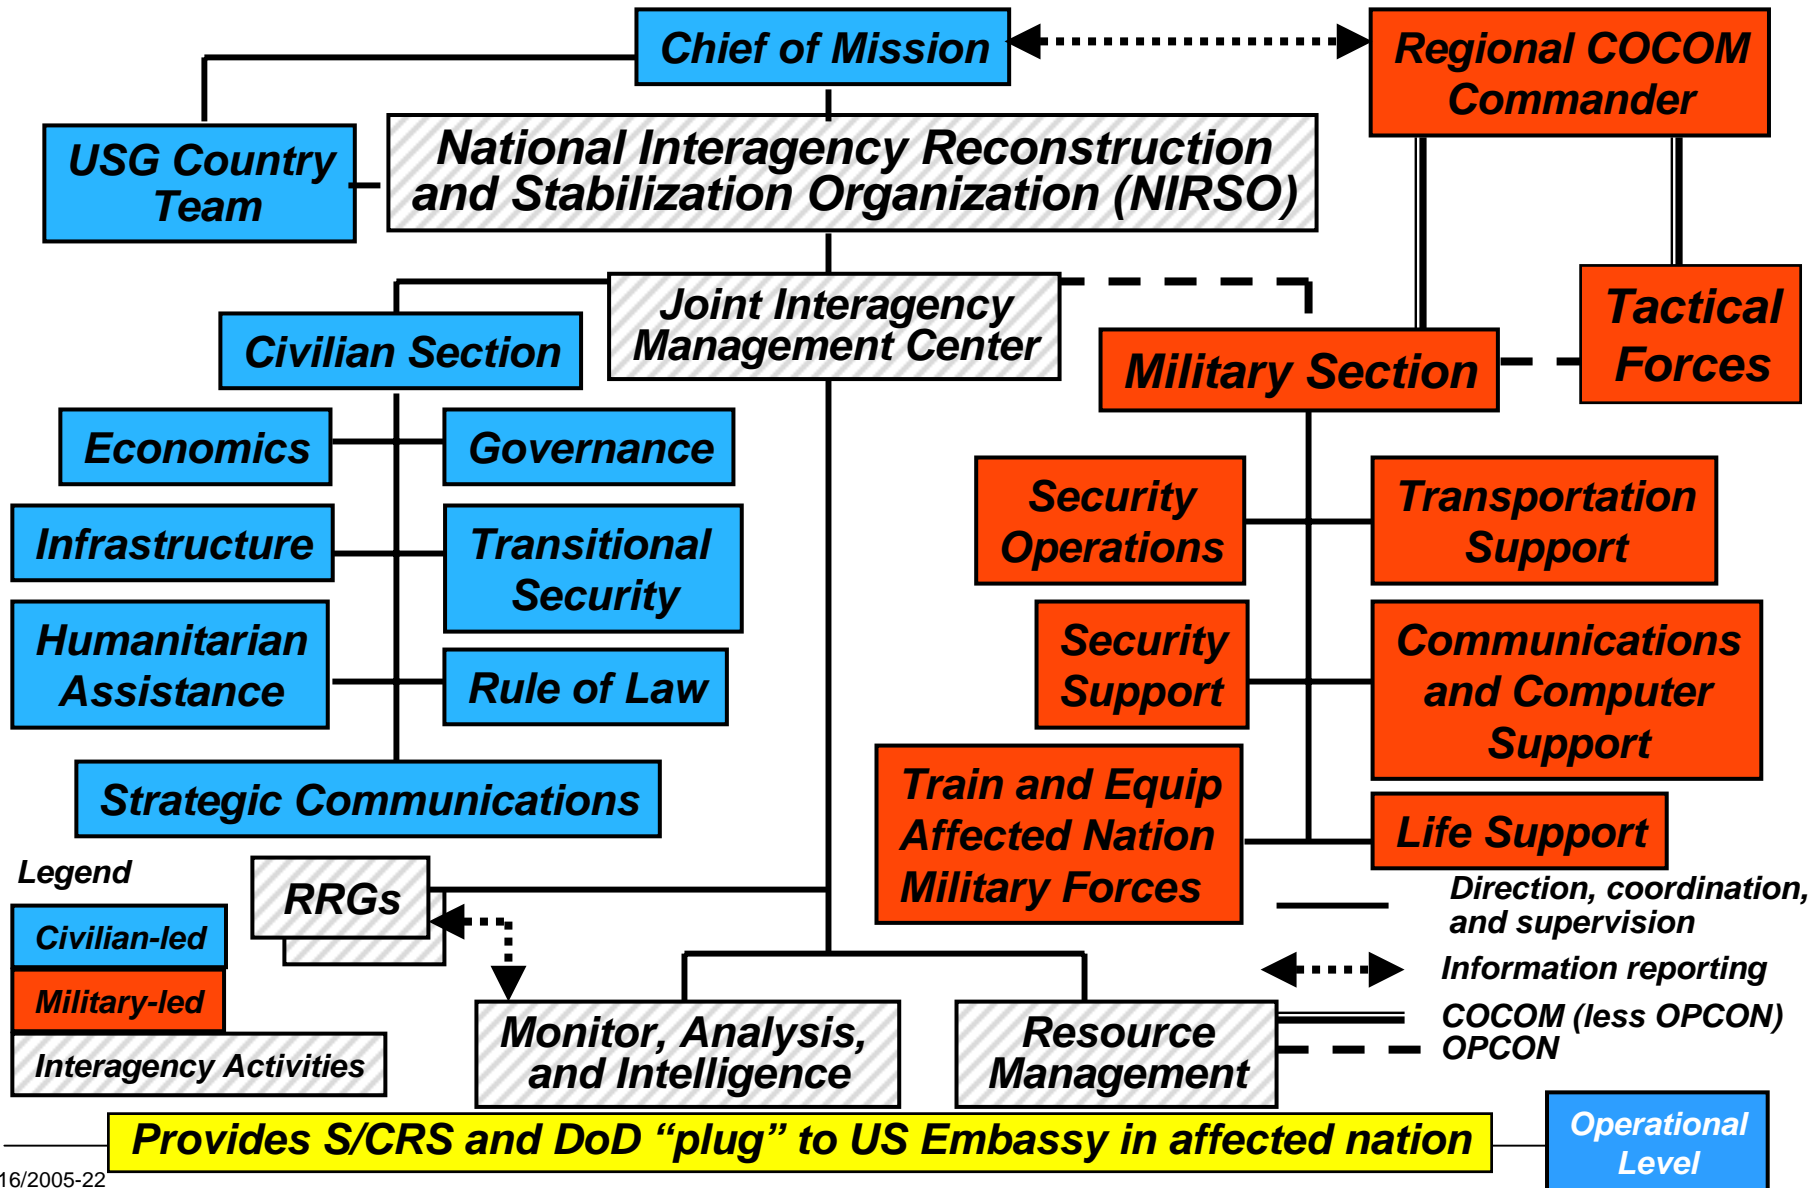 Chief of Mission
Regional COCOM
Commander
USG Country
Team
National Interagency Reconstruction
and Stabilization Organization (NIRSO)
Joint Interagency
Management Center
Tactical
Forces
Civilian Section
Military Section
Economics
Governance
Infrastructure
Transitional
Security
Humanitarian
Assistance
Rule of Law
Strategic Communications
Security
Operations
Transportation
Support
Security
Support
Communications
and Computer
Support
Train and Equip
Affected Nation
Military Forces
Life Support
Legend
Civilian-led
Military-led
Interagency Activities
RRGs
Monitor, Analysis,
and Intelligence
Resource
Management
Direction, coordination,
and supervision
Information reporting
COCOM (less OPCON)
OPCON
Provides S/CRS and DoD “plug” to US Embassy in affected nation
Operational
Level
16/2005-22